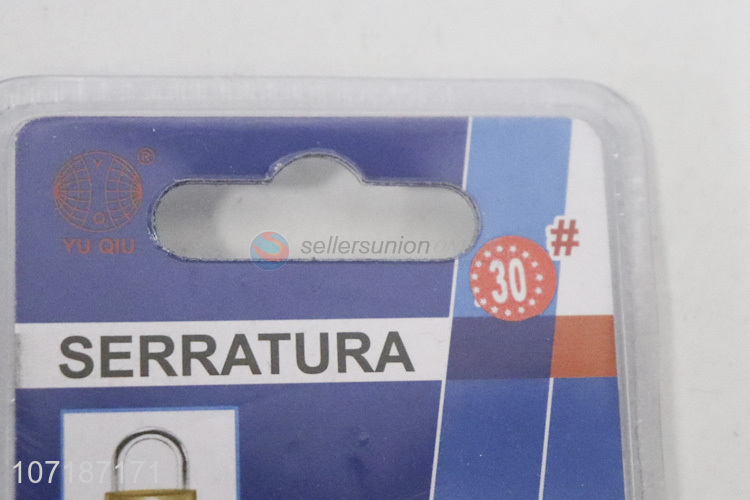 Y
Q
®
YU QIU
sellersunion
30
#
SERRATURA
107187171